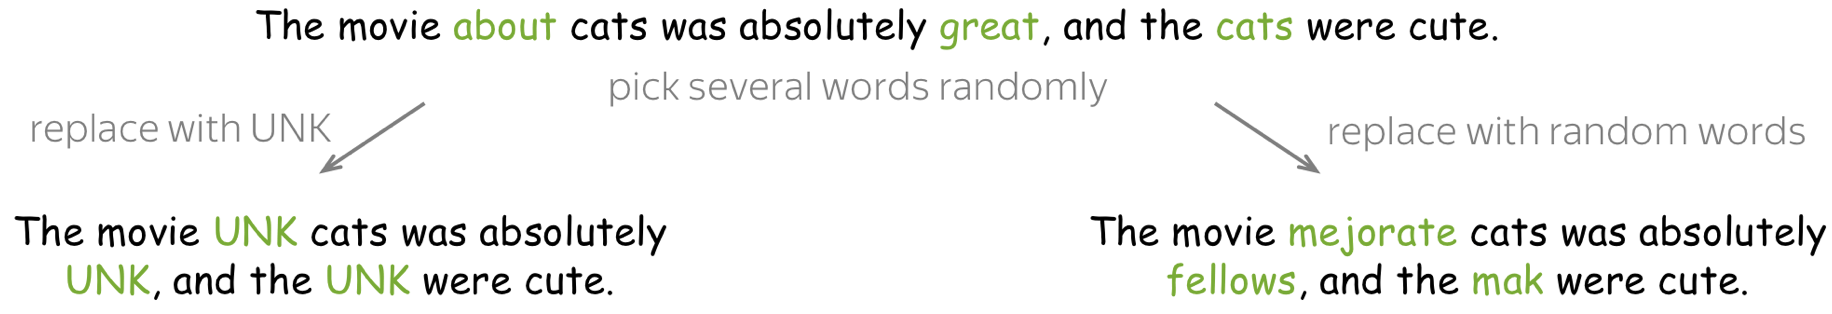 The movie about cats was absolutely great, and the cats were cute.
pick several words randomly
replace with UNK
replace with random words
The movie UNK cats was absolutely
UNK, and the UNK were cute.
The movie mejorate cats was absolutely
fellows, and the mak were cute.